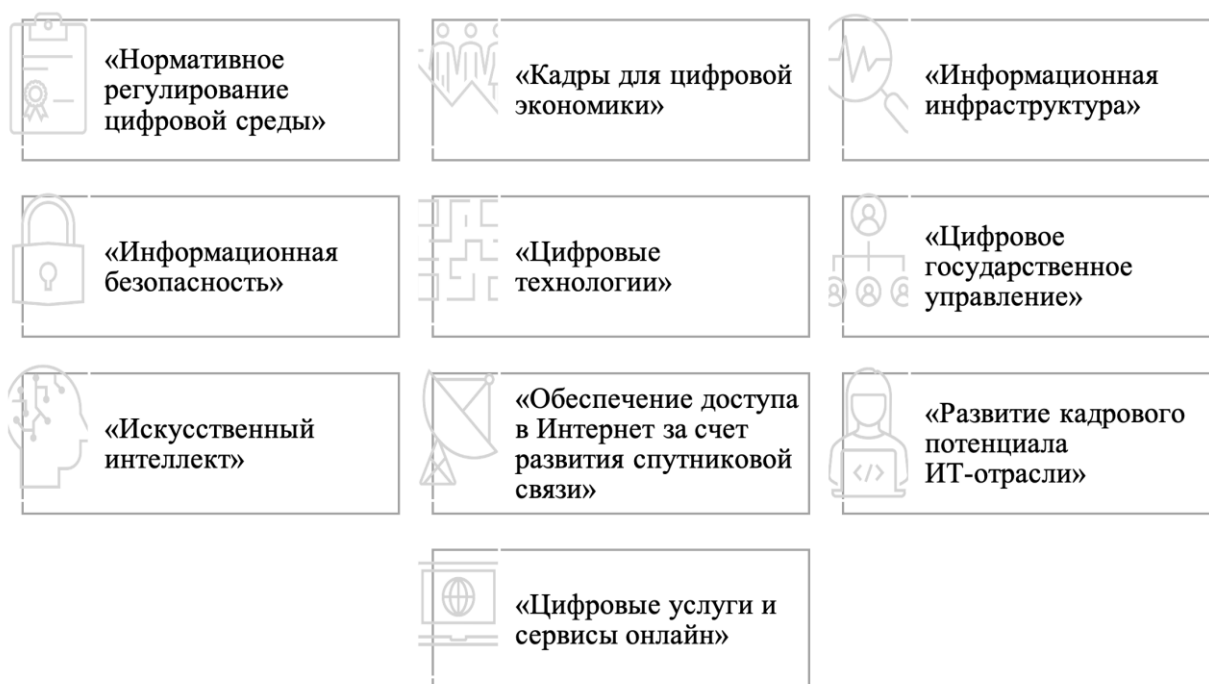 «Нормативное
регулирование
цифровой среды»
«Кадры для цифровой
экономики»
«Информационная
инфраструктура»
«Информационная
безопасность»
«Цифровые
технологии»
«Цифровое
государственное
управление»
«Искусственный
интеллект»
«Обеспечение доступа
в Интернет за счет
развития спутниковой
связи»
«Развитие кадрового
потенциала
ИТ-отрасли»
«Цифровые услуги и
сервисы онлайн»